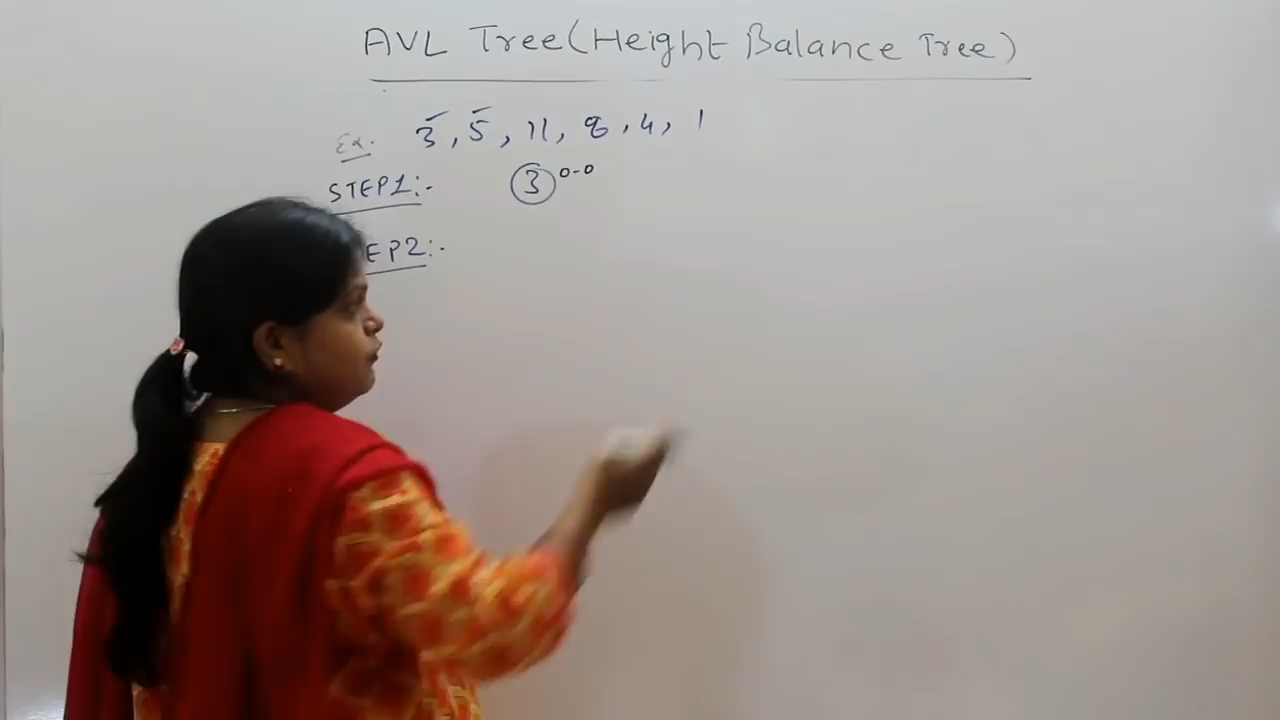 AVL Tree(Height Balance Tree)
Ex. 3, 5, 11, 8, 4, 1
STEP1:-
3 0-0
EP2:-